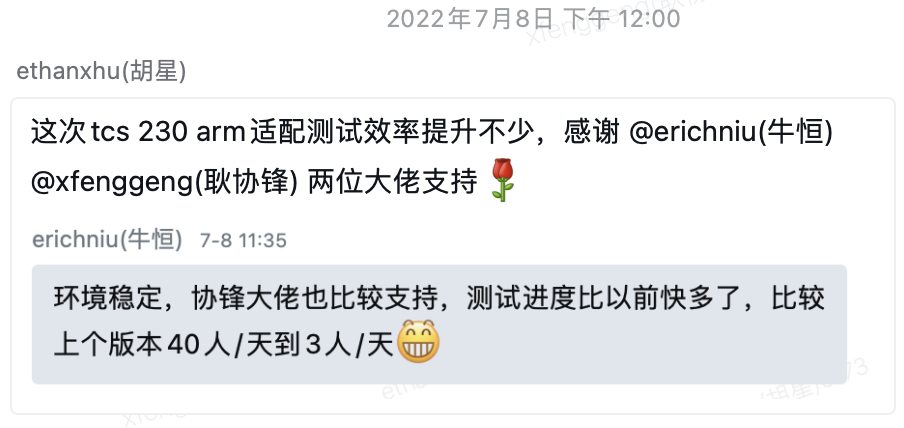 2022年7月8日 下午 12:00
ethanxhu(胡星)
这次tcs 230 arm适配测试效率提升不少，感谢 @erichniu(牛恒)
@xfenggeng(耿协锋) 两位大佬支持🌹
erichniu(牛恒) 7-8 11:35
环境稳定，协锋大佬也比较支持，测试进度比以前快多了，比较
上个版本40人/天到3人/天😁